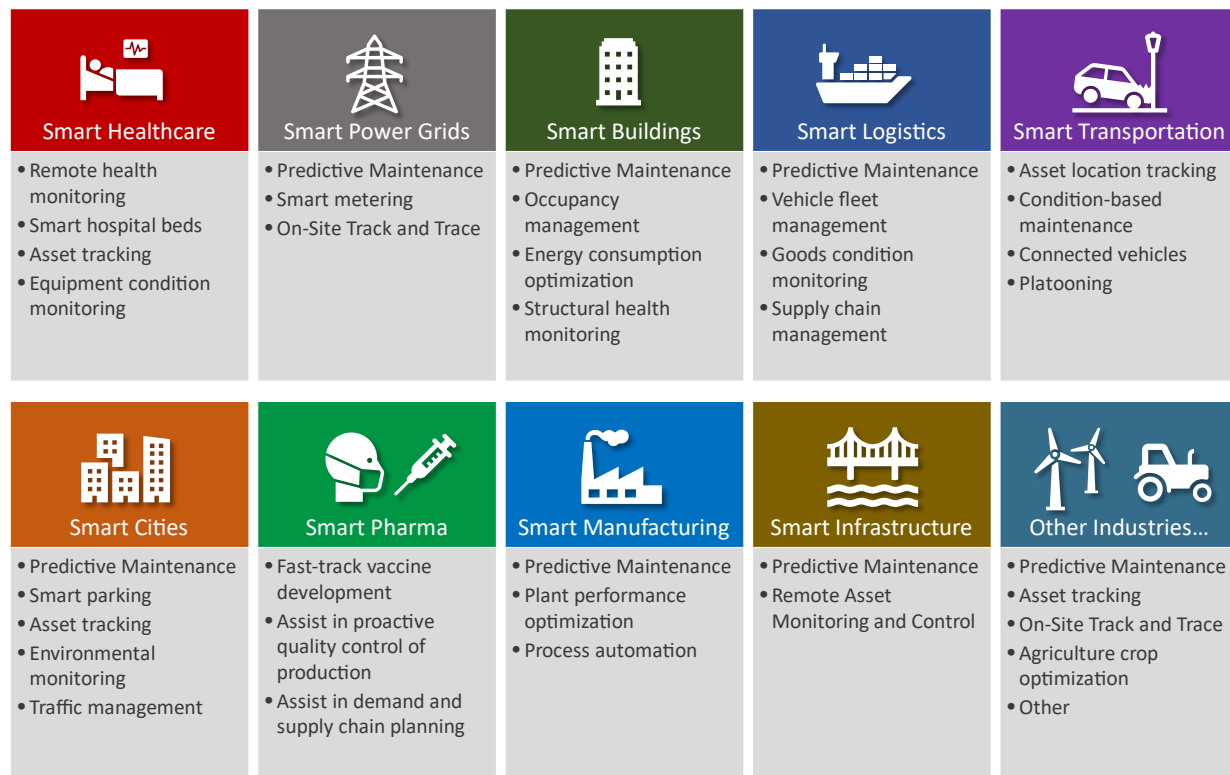 Smart Healthcare
• Remote health
monitoring
• Smart hospital beds
• Asset tracking
• Equipment condition
monitoring
Smart Power Grids
• Predictive Maintenance
• Smart metering
• On-Site Track and Trace
Smart Buildings
• Predictive Maintenance
• Occupancy
management
• Energy consumption
optimization
• Structural health
monitoring
Smart Logistics
• Predictive Maintenance
• Vehicle fleet
management
• Goods condition
monitoring
• Supply chain
management
Smart Transportation
• Asset location tracking
• Condition-based
maintenance
• Connected vehicles
• Platooning
Smart Cities
• Predictive Maintenance
• Smart parking
• Asset tracking
• Environmental
monitoring
• Traffic management
Smart Pharma
• Fast-track vaccine
development
• Assist in proactive
quality control of
production
• Assist in demand and
supply chain planning
Smart Manufacturing
• Predictive Maintenance
• Plant performance
optimization
• Process automation
Smart Infrastructure
• Predictive Maintenance
• Remote Asset
Monitoring and Control
Other Industries...
• Predictive Maintenance
• Asset tracking
• On-Site Track and Trace
• Agriculture crop
optimization
• Other